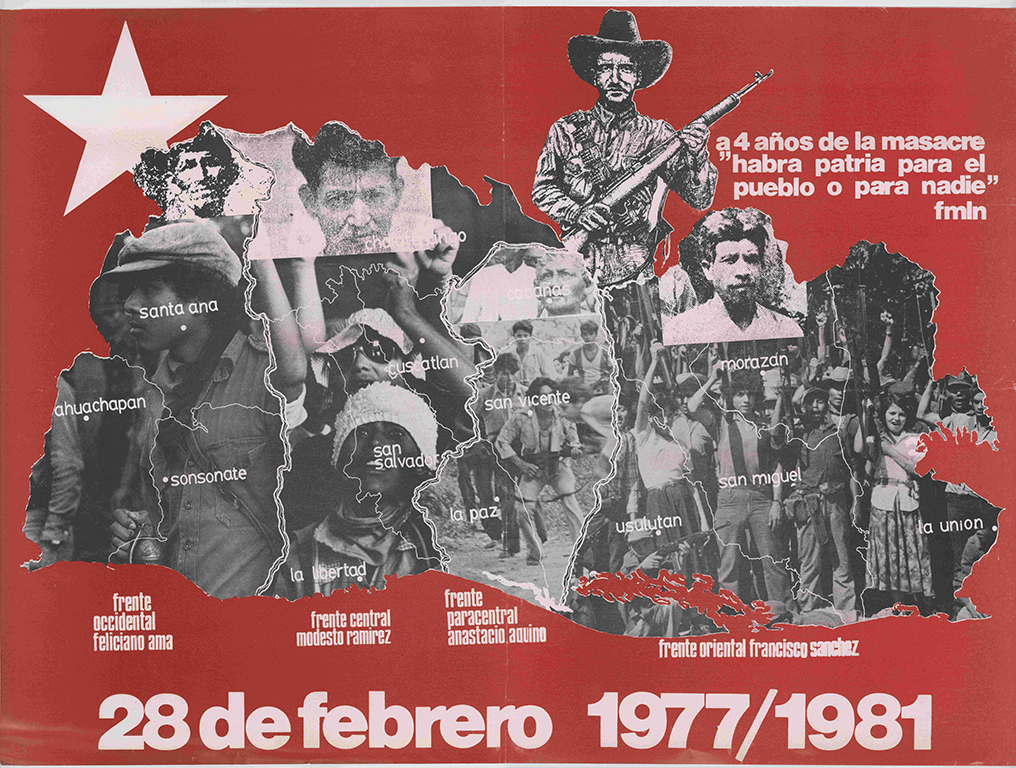 a 4 años de la masacre
"habra patria para el
pueblo o para nadie"
fmln
chalatenango
cabañas
santa ana
cuscatlan
morazan
ahuachapan
san vicente
san
salvador
sonsonate
san miguel
la paz
usulutan
la union
la libertad
frente
occidental
feliciano ama
frente central
modesto ramirez
frente
paracentral
anastacio aquino
frente oriental francisco sanchez
28 de febrero 1977/1981